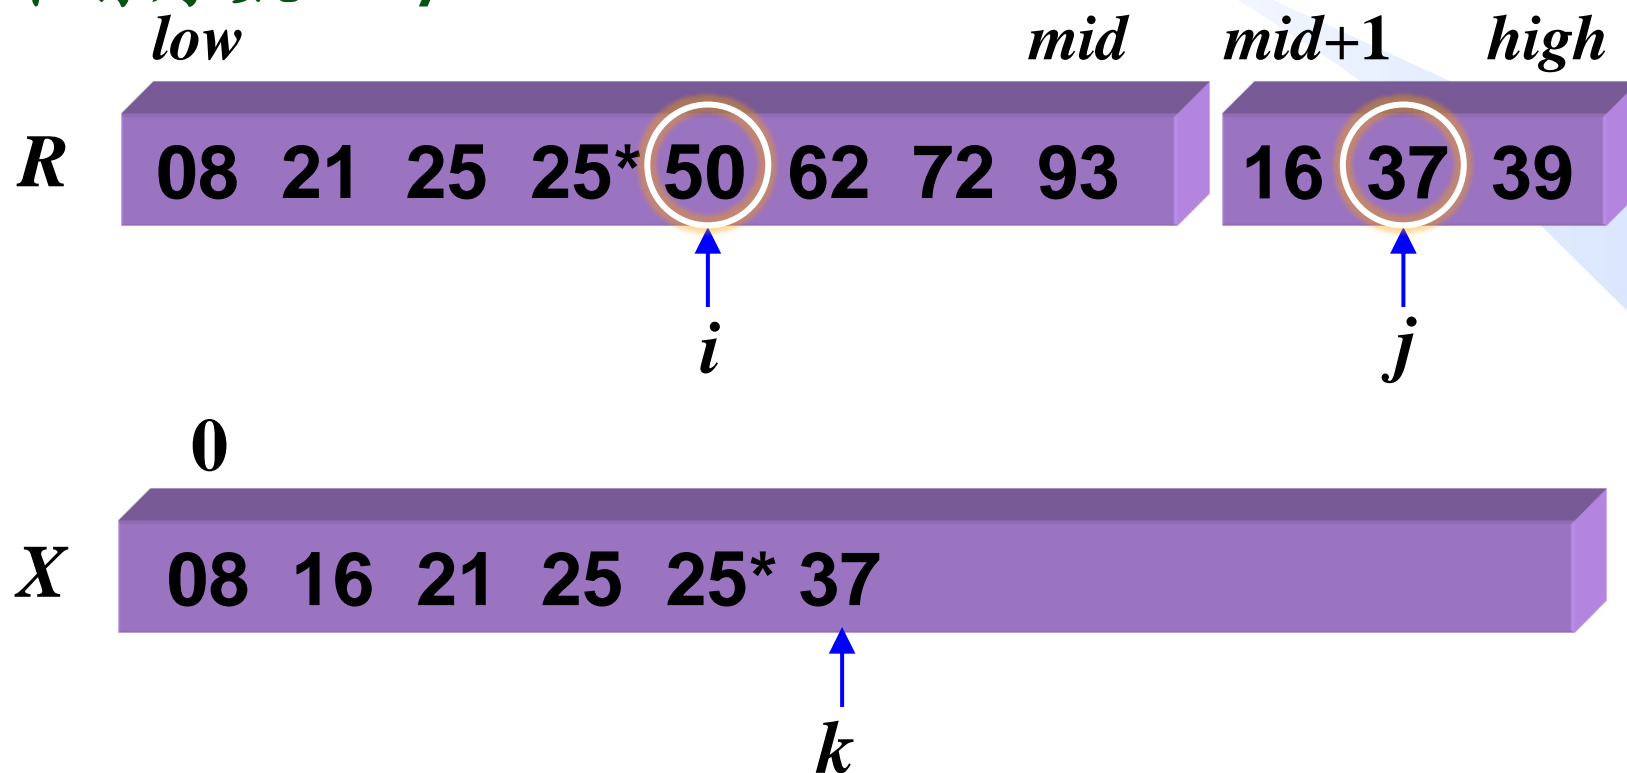 low mid mid+1 high
R 08 21 25 25* 50 62 72 93 16 37 39
i j
0
X 08 16 21 25 25* 37
k